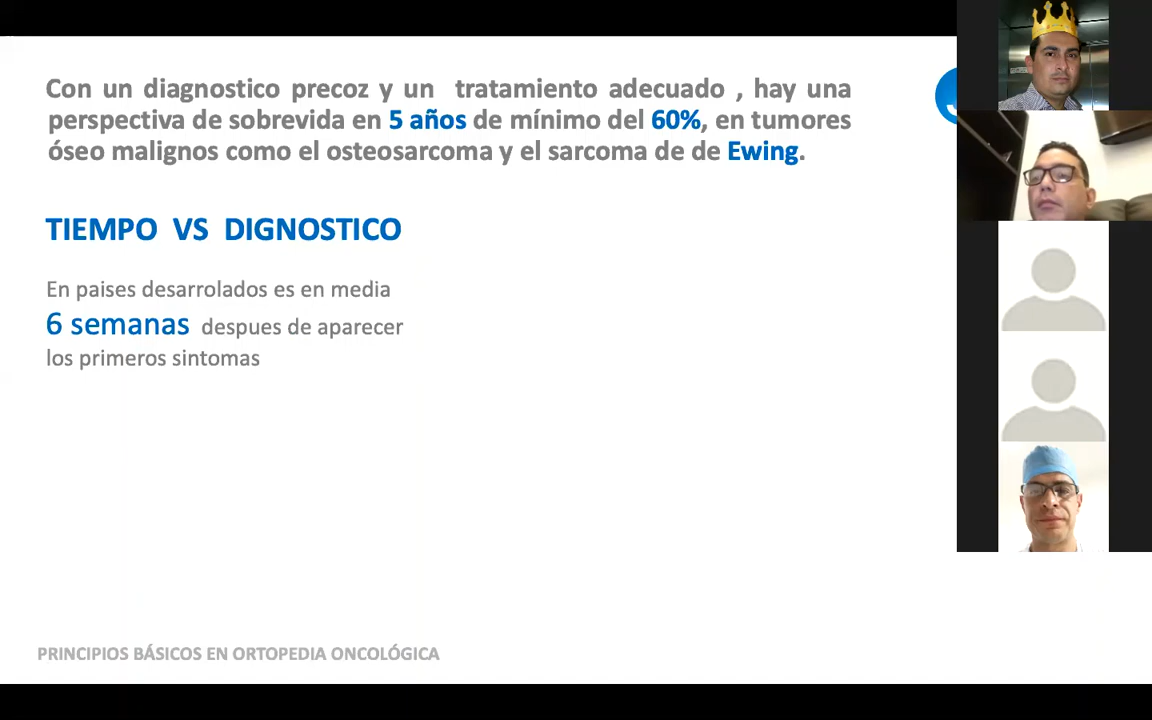 Con un diagnostico precoz y un tratamiento adecuado , hay una
perspectiva de sobrevida en 5 años de mínimo del 60%, en tumores
óseo malignos como el osteosarcoma y el sarcoma de de Ewing.
TIEMPO VS DIGNOSTICO
En paises desarrolados es en media
6 semanas despues de aparecer
los primeros sintomas
PRINCIPIOS BÁSICOS EN ORTOPEDIA ONCOLÓGICA